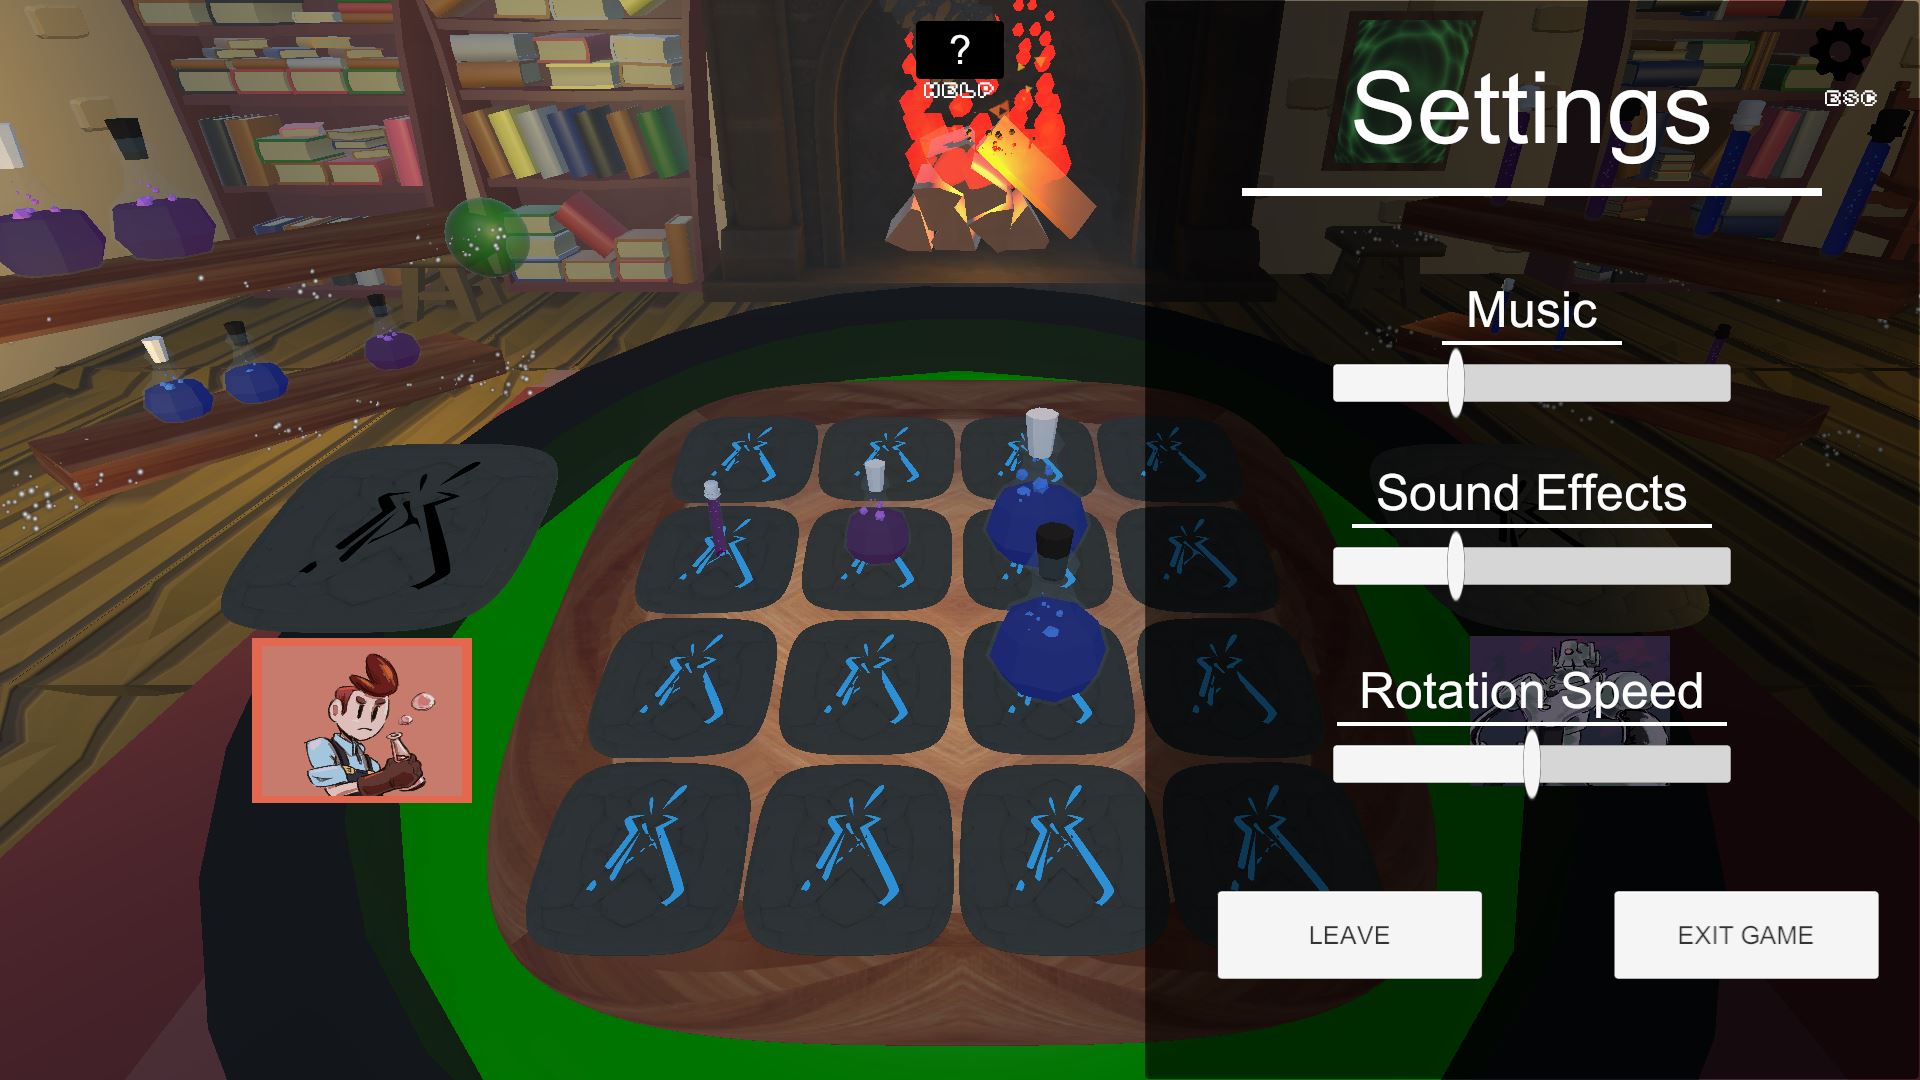 ?
HELP
Settings
ESC
Music
Sound Effects
Rotation Speed
LEAVE
EXIT GAME